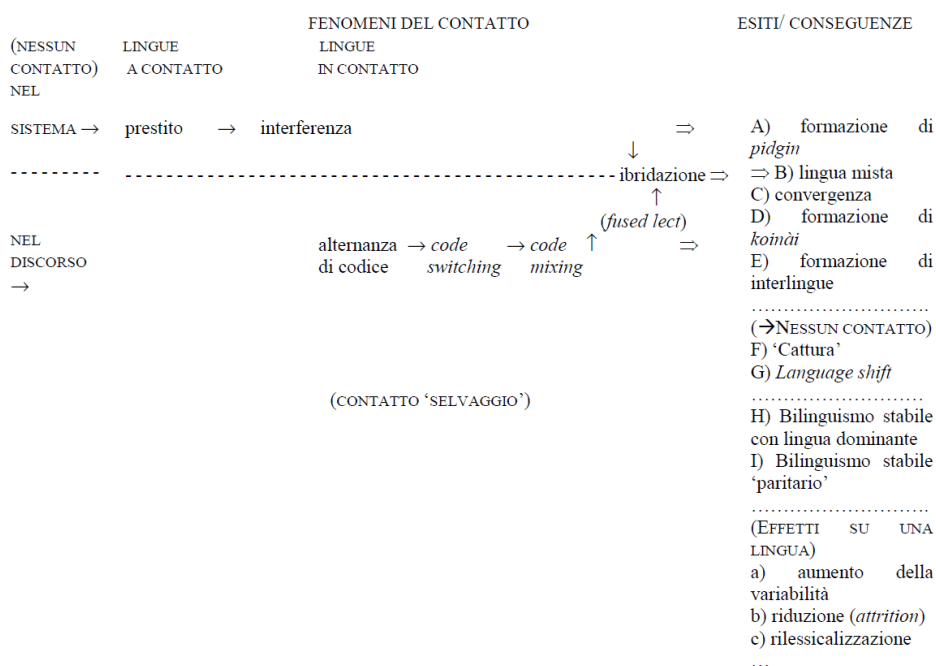 FENOMENI DEL CONTATTO ESITI/ CONSEGUENZE
(NESSUN LINGUE LINGUE
CONTATTO) A CONTATTO IN CONTATTO
NEL
SISTEMA → prestito → interferenza ⇒ A) formazione di
↓ pidgin
--------- ------------------------------------------------- ibridazione ⇒ ⇒ B) lingua mista
↑ C) convergenza
(fused lect) D) formazione di
NEL alternanza → code → code ↑ ⇒ koinài
DISCORSO di codice switching mixing E) formazione di
→ interlingue
……………………….
(→NESSUN CONTATTO)
F) ‘Cattura’
G) Language shift
………………………
(CONTATTO ‘SELVAGGIO’) H) Bilinguismo stabile
con lingua dominante
I) Bilinguismo stabile
‘paritario’
……………………….
(EFFETTI SU UNA
LINGUA)
a) aumento della
variabilità
b) riduzione (attrition)
c) rilessicalizzazione
…